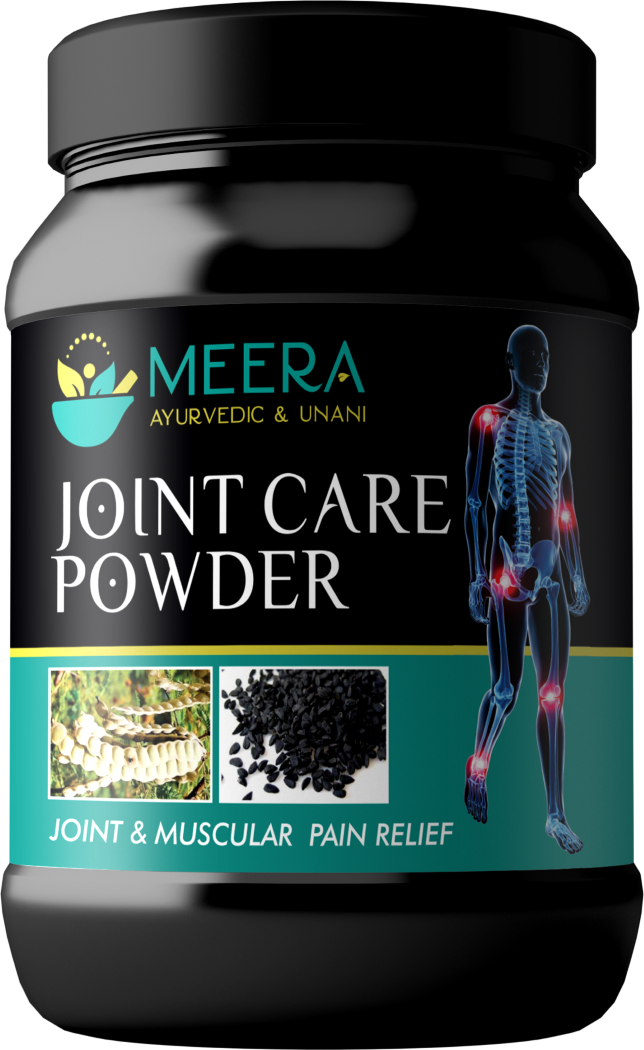 MEERA
AYURVEDIC & UNANI
JOINT CARE
POWDER
JOINT & MUSCULAR PAIN RELIEF